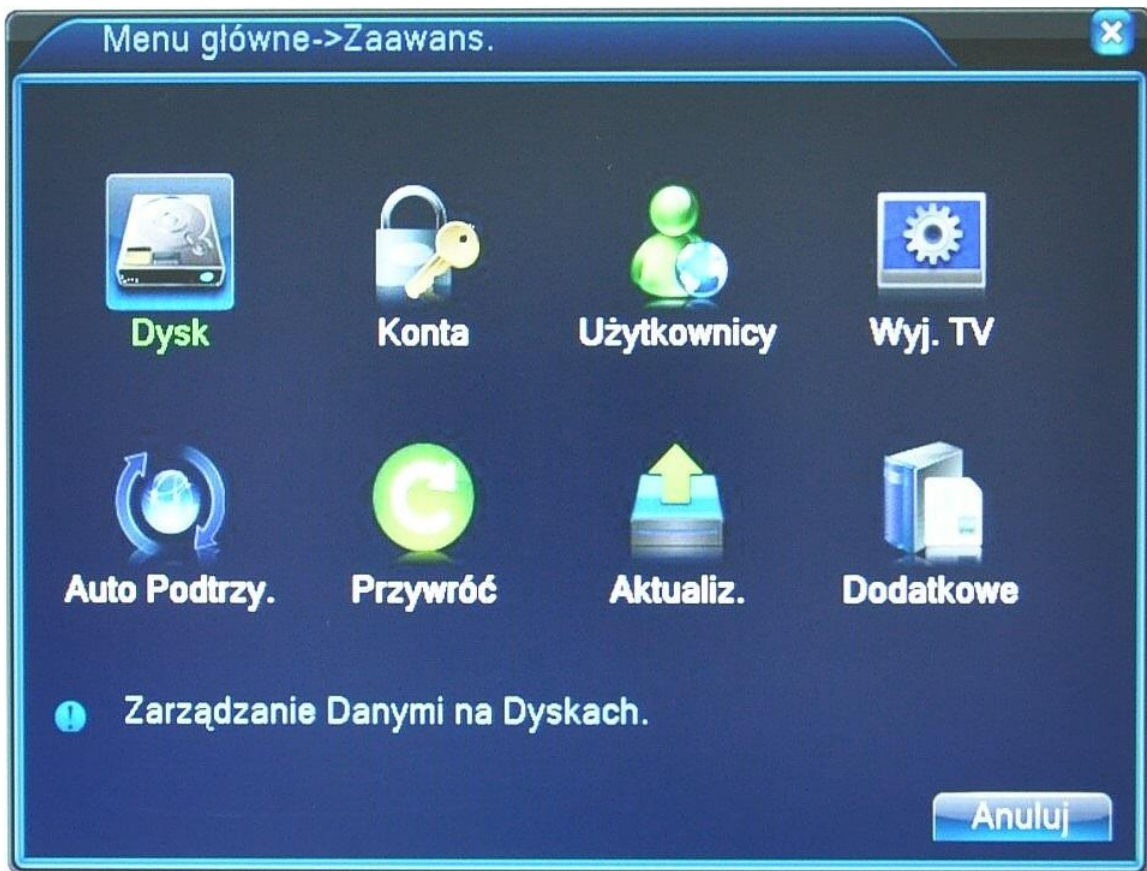 Menu główne->Zaawans.
Dysk Konta Użytkownicy Wyj. TV
Auto Podtrzy. Przywróć Aktualiz. Dodatkowe
Zarządzanie Danymi na Dyskach.
Anuluj